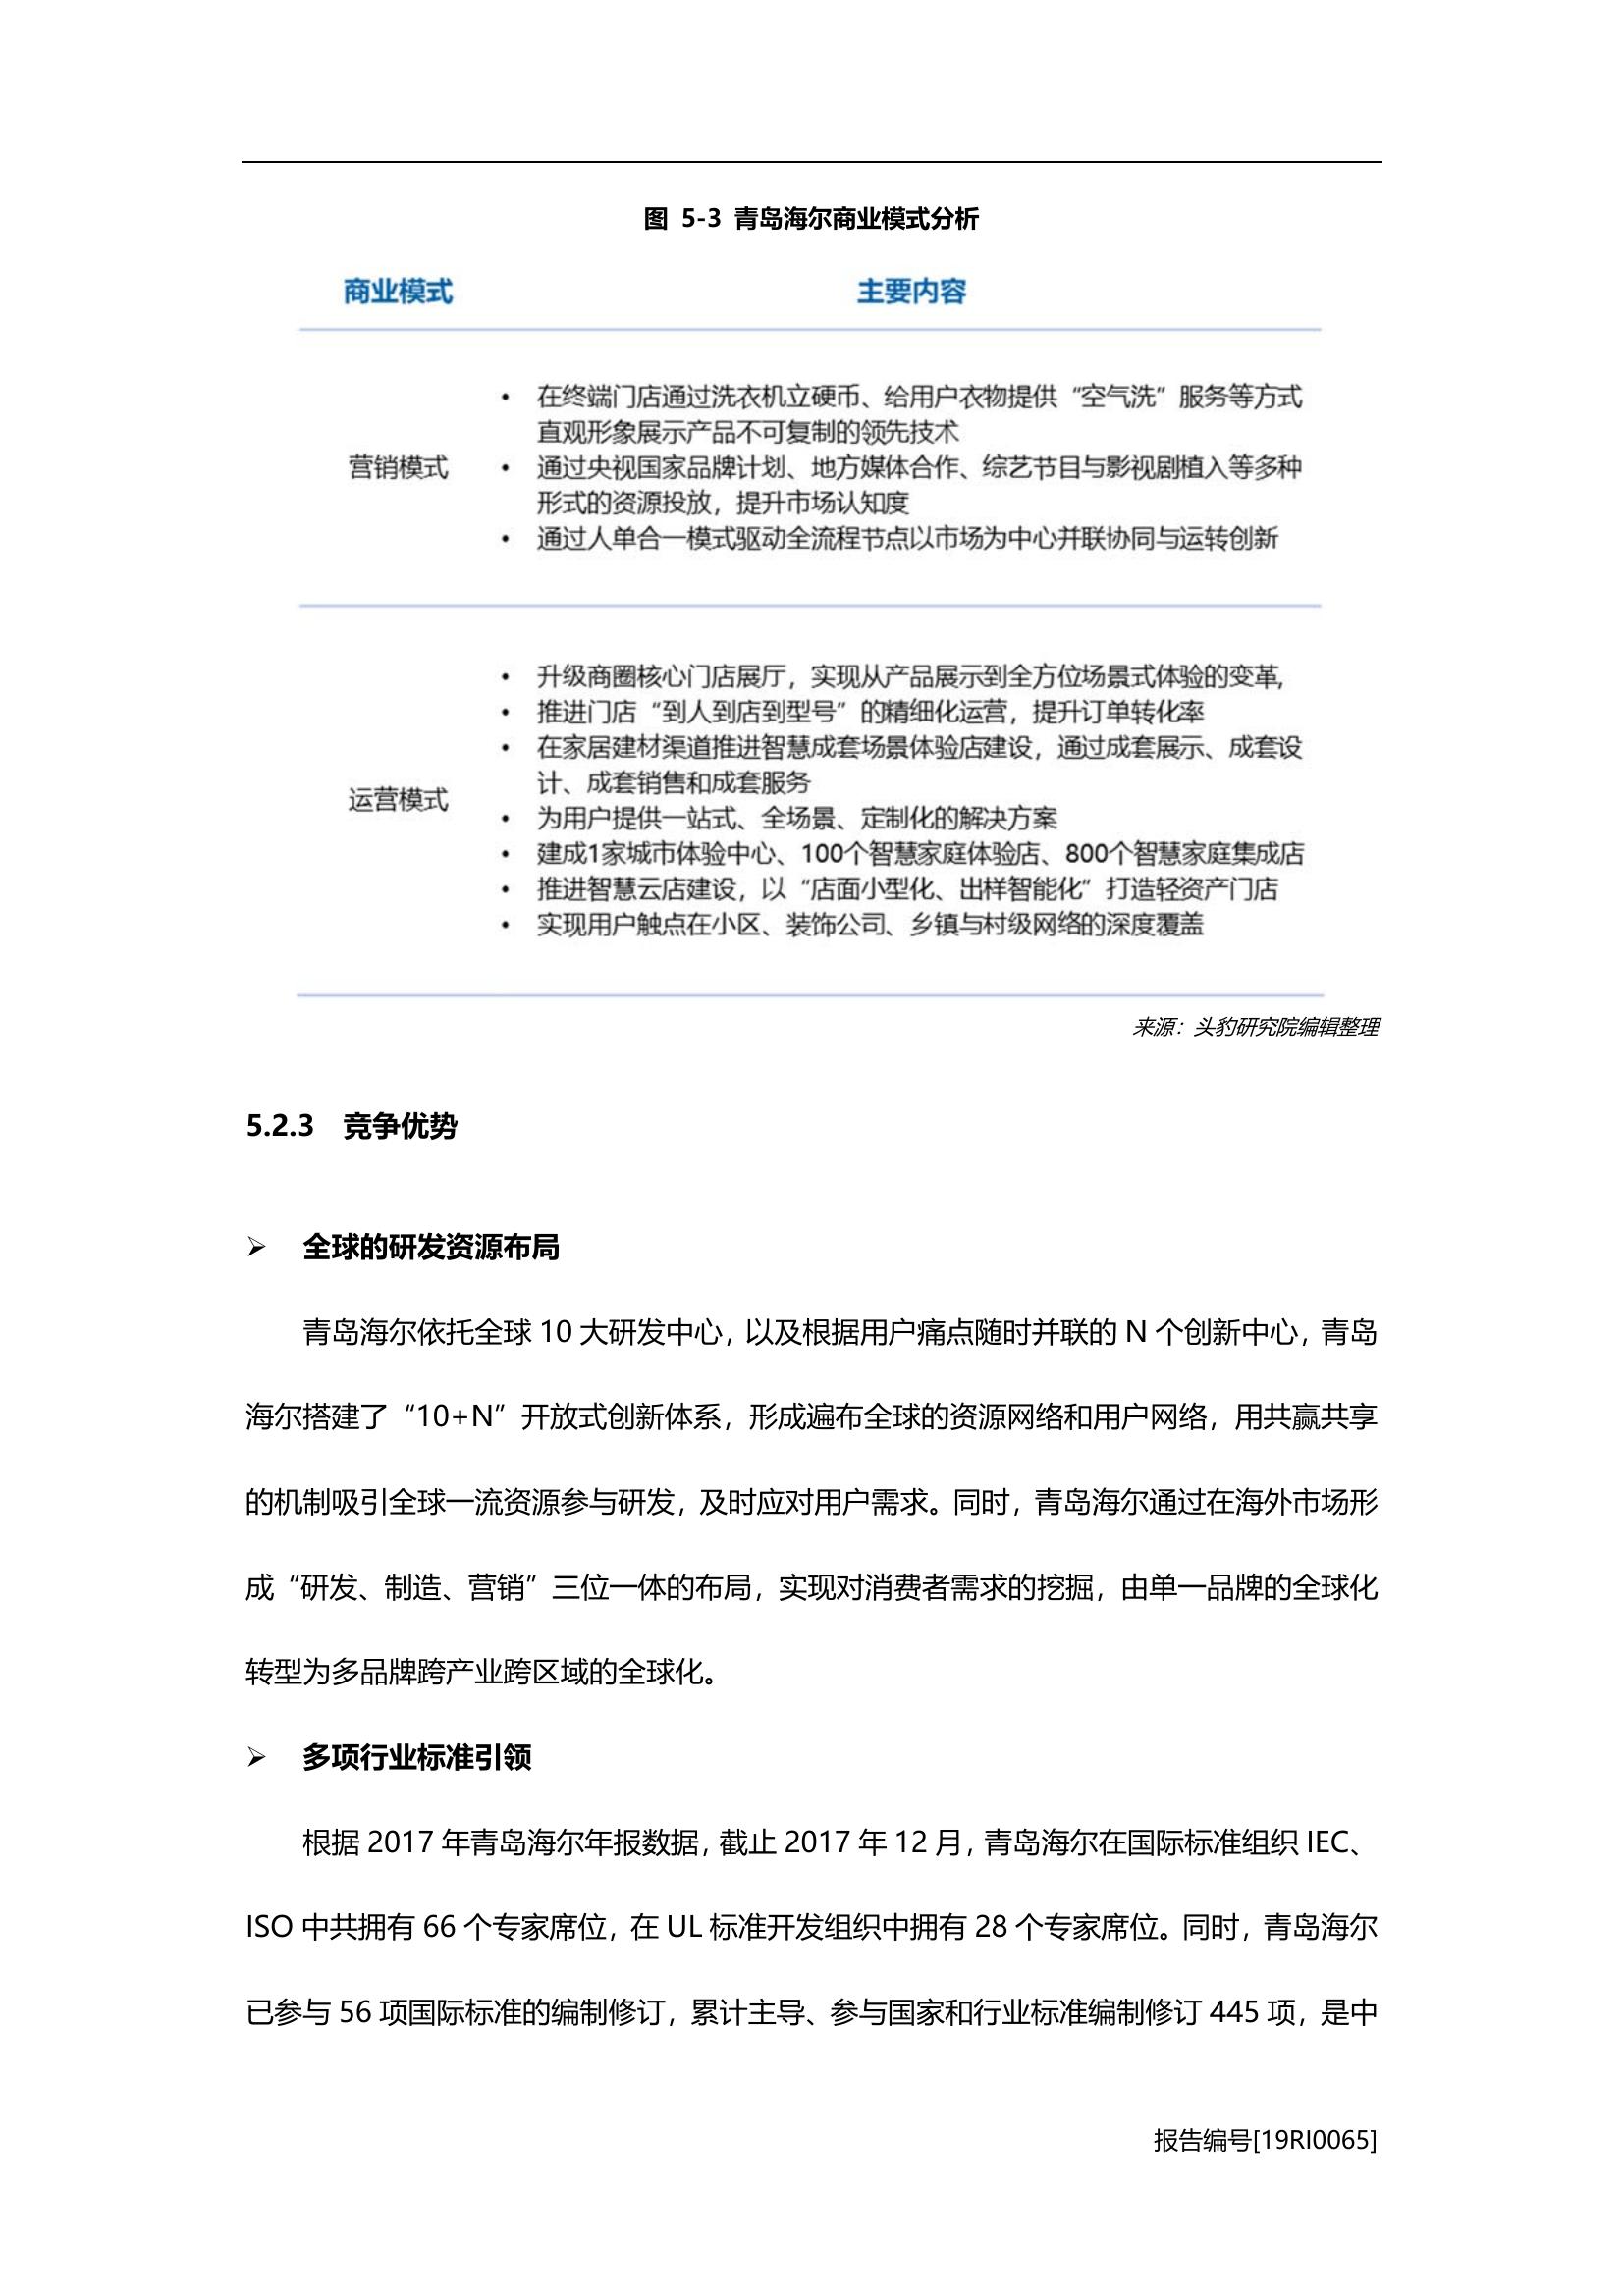 图 5-3 青岛海尔商业模式分析
商业模式 主要内容
• 在终端门店通过洗衣机立硬币、给用户衣物提供“空气洗”服务等方式
直观形象展示产品不可复制的领先技术
营销模式 • 通过央视国家品牌计划、地方媒体合作、综艺节目与影视剧植入等多种
形式的资源投放，提升市场认知度
• 通过人单合一模式驱动全流程节点以市场为中心并联协同与运转创新
• 升级商圈核心门店展厅，实现从产品展示到全方位场景式体验的变革,
• 推进门店“到人到店到型号”的精细化运营，提升订单转化率
• 在家居建材渠道推进智慧成套场景体验店建设，通过成套展示、成套设
计、成套销售和成套服务
运营模式
• 为用户提供一站式、全场景、定制化的解决方案
• 建成1家城市体验中心、100个智慧家庭体验店、800个智慧家庭集成店
• 推进智慧云店建设，以“店面小型化、出样智能化”打造轻资产门店
• 实现用户触点在小区、装饰公司、乡镇与村级网络的深度覆盖
来源：头豹研究院编辑整理
5.2.3 竞争优势
➢ 全球的研发资源布局
青岛海尔依托全球 10 大研发中心，以及根据用户痛点随时并联的 N 个创新中心，青岛
海尔搭建了“10+N”开放式创新体系，形成遍布全球的资源网络和用户网络，用共赢共享
的机制吸引全球一流资源参与研发，及时应对用户需求。同时，青岛海尔通过在海外市场形
成“研发、制造、营销”三位一体的布局，实现对消费者需求的挖掘，由单一品牌的全球化
转型为多品牌跨产业跨区域的全球化。
➢ 多项行业标准引领
根据 2017 年青岛海尔年报数据，截止 2017 年 12 月，青岛海尔在国际标准组织 IEC、
ISO 中共拥有 66 个专家席位，在 UL 标准开发组织中拥有 28 个专家席位。同时，青岛海尔
已参与 56 项国际标准的编制修订，累计主导、参与国家和行业标准编制修订 445 项，是中
报告编号[19RI0065]